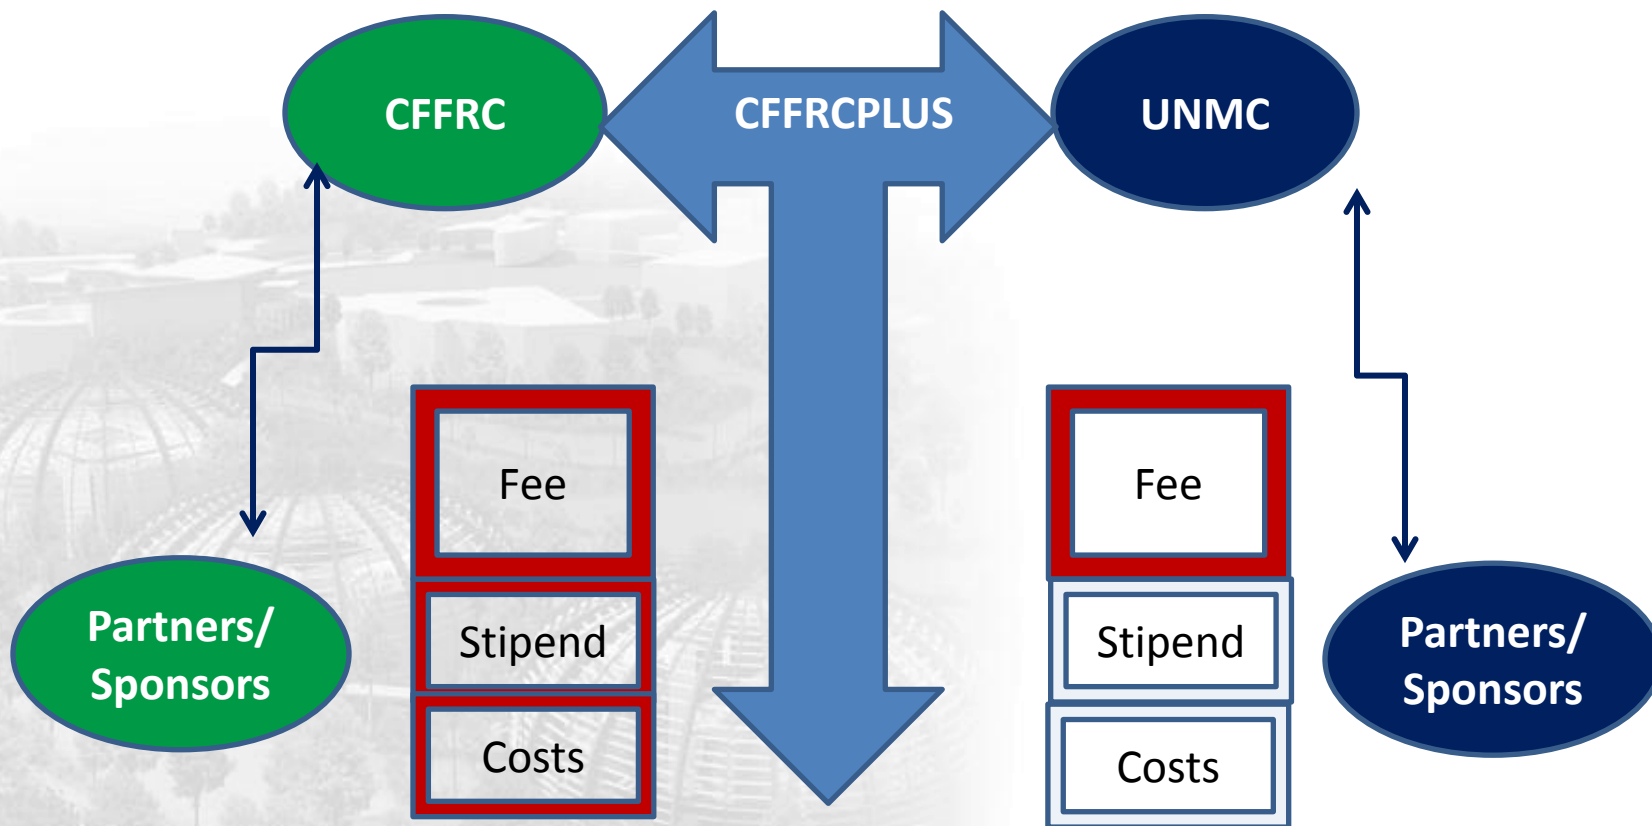 CFFRC
CFFRCPLUS
UNMC
Fee
Stipend
Costs
Fee
Stipend
Costs
Partners/
Sponsors
Partners/
Sponsors